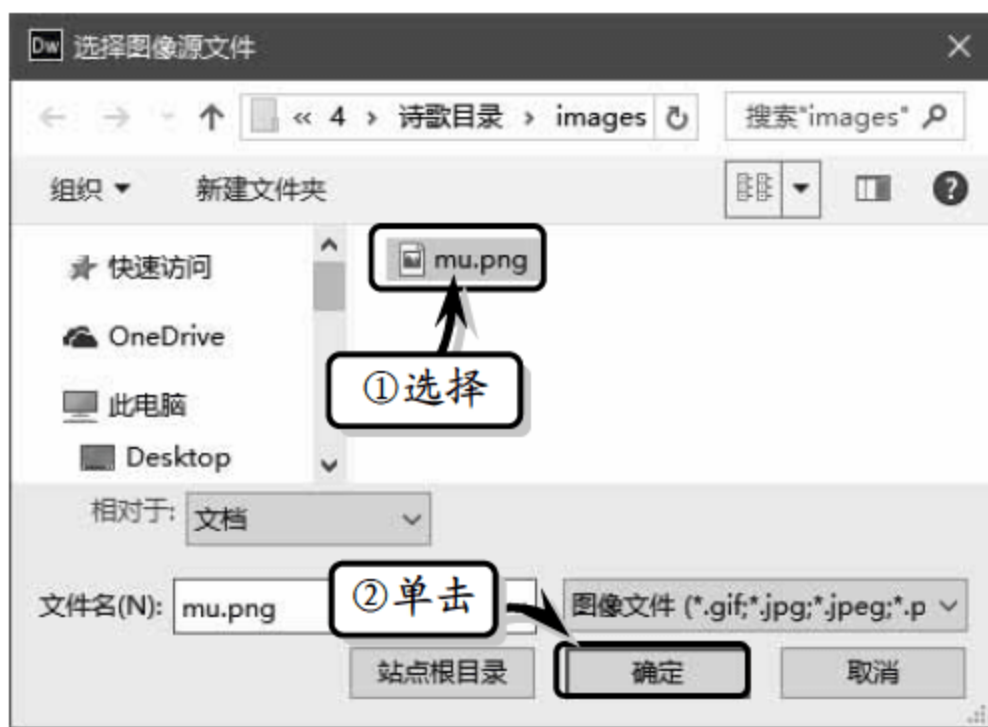 Dw 选择图像源文件
« 4 › 诗歌目录 › images
搜索"images"
组织 新建文件夹
快速访问
mu.png
OneDrive
①选择
此电脑
Desktop
相对于: 文档
文件名(N): mu.png
②单击
图像文件 (*.gif;*.jpg;*.jpeg;*.p
站点根目录 确定 取消